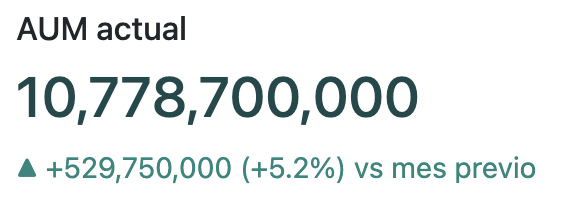 AUM actual
10,778,700,000
▲ +529,750,000 (+5.2%) vs mes previo